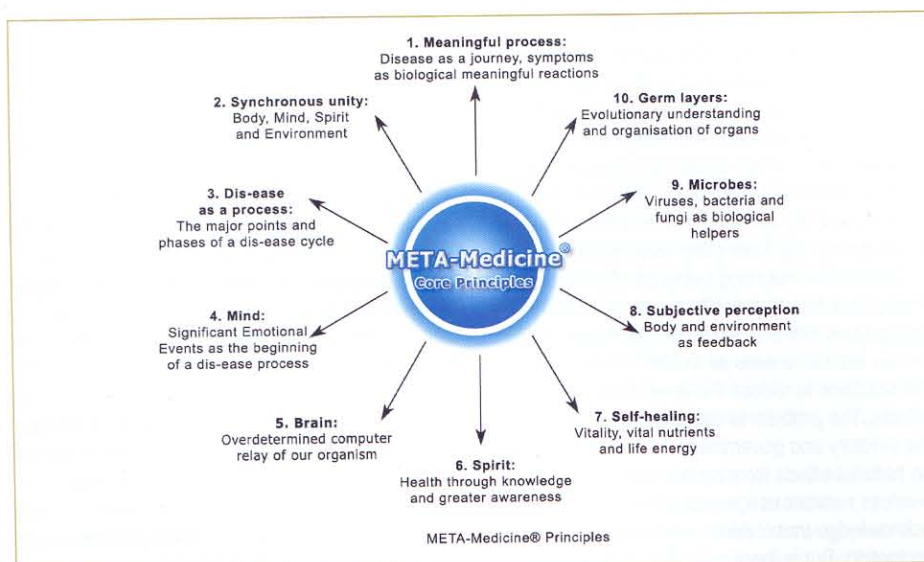 1. Meaningful process:
Disease as a journey, symptoms
as biological meaningful reactions
2. Synchronous unity:
Body, Mind, Spirit
and Environment
3. Dis-ease
as a process:
The major points and
phases of a dis-ease cycle
4. Mind:
Significant Emotional
Events as the beginning
of a dis-ease process
5. Brain:
Overdetermined computer
relay of our organism
6. Spirit:
Health through knowledge
and greater awareness
7. Self-healing:
Vitality, vital nutrients
and life energy
8. Subjective perception
Body and environment
as feedback
9. Microbes:
Viruses, bacteria and
fungi as biological
helpers
10. Germ layers:
Evolutionary understanding
and organisation of organs
META-Medicine®
Core Principles
META-Medicine® Principles